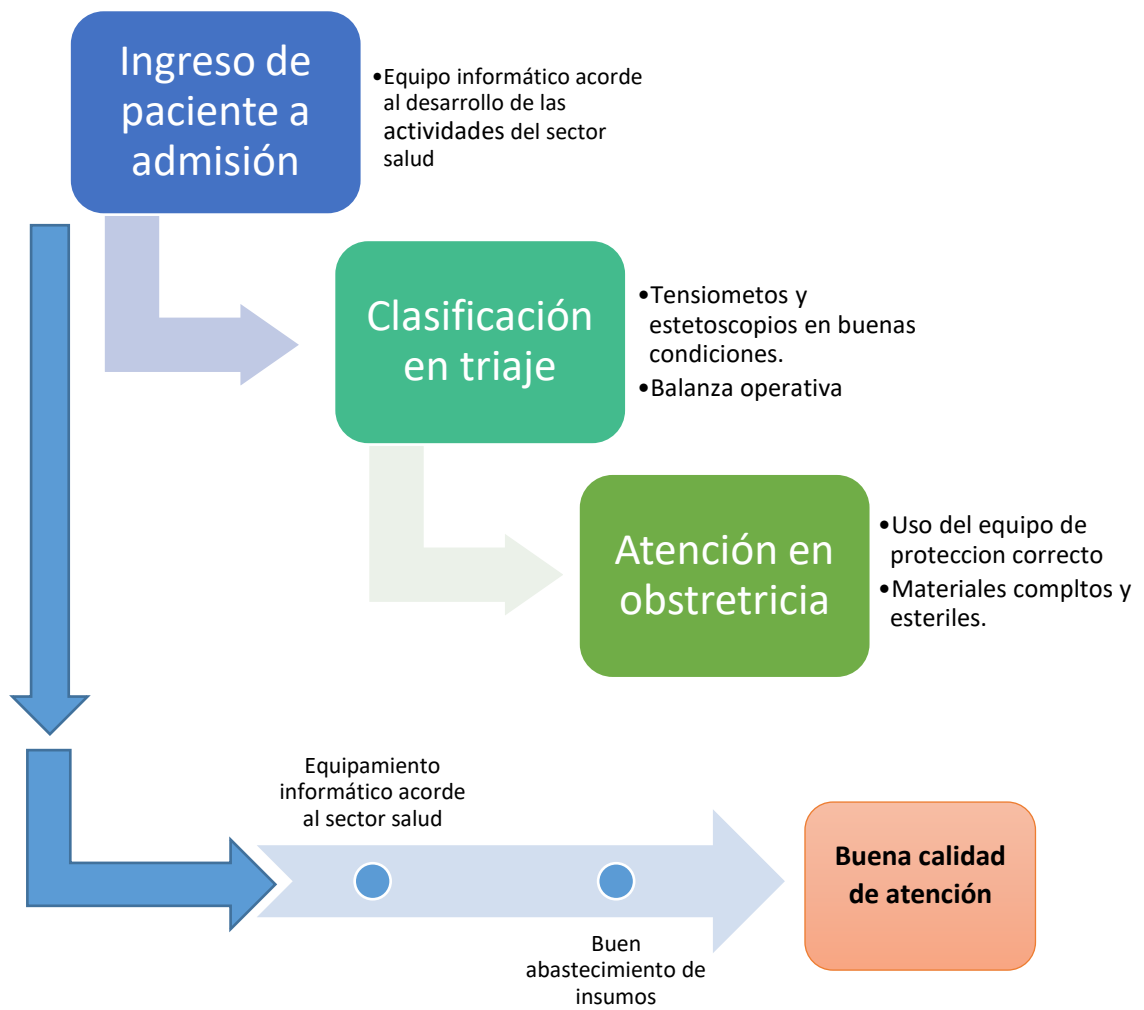 Ingreso de
paciente a
admisión
•Equipo informático acorde
al desarrollo de las
actividades del sector
salud
Clasificación
en triaje
•Tensiometos y
estetoscopios en buenas
condiciones.
•Balanza operativa
Atención en
obstretricia
•Uso del equipo de
proteccion correcto
•Materiales compltos y
esteriles.
Equipamiento
informático acorde
al sector salud
Buen
abastecimiento de
insumos
Buena calidad
de atención